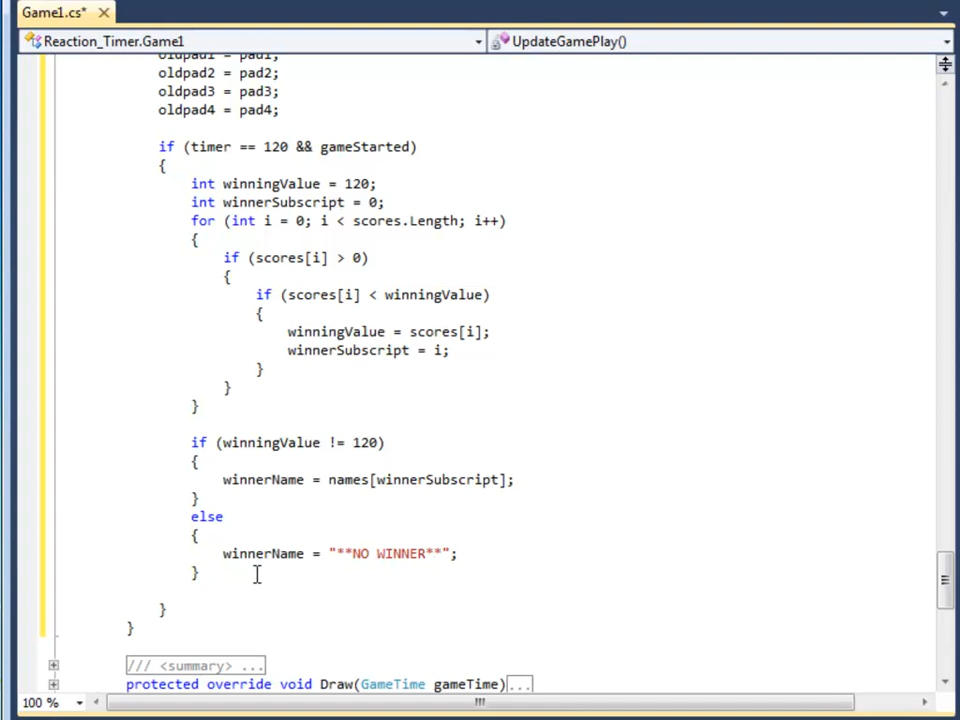 Game1.cs*
Reaction_Timer.Game1
UpdateGamePlay()
oldpad1 = pad1;
oldpad2 = pad2;
oldpad3 = pad3;
oldpad4 = pad4;
if (timer == 120 && gameStarted)
{
int winningValue = 120;
int winnerSubscript = 0;
for (int i = 0; i < scores.Length; i++)
{
if (scores[i] > 0)
{
if (scores[i] < winningValue)
{
winningValue = scores[i];
winnerSubscript = i;
}
}
}
if (winningValue != 120)
{
winnerName = names[winnerSubscript];
}
else
{
winnerName = "**NO WINNER**";
}
}
}
/// <summary> ...
protected override void Draw(GameTime gameTime)...
100 %